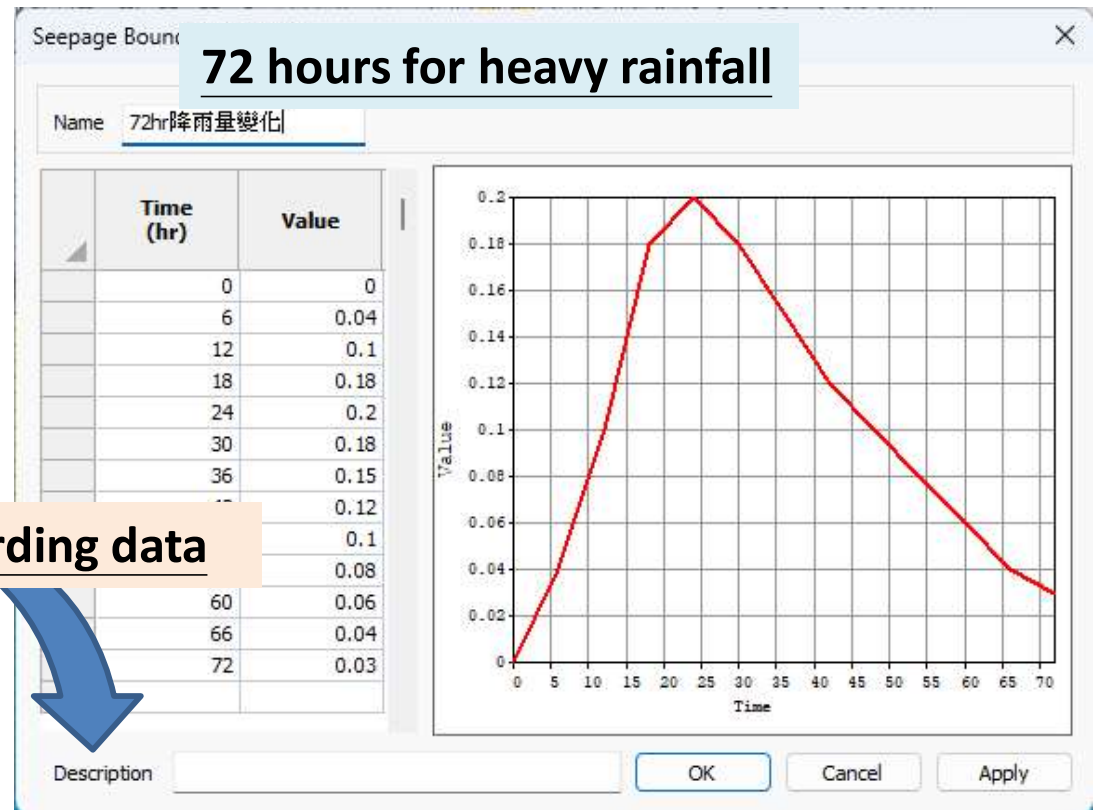 Seepage Boun
72 hours for heavy rainfall
Name 72hr降雨量變化
Time (hr) Value
0 0
6 0.04
12 0.1
18 0.18
24 0.2
30 0.18
36 0.15
0.12
0.1
0.08
60 0.06
66 0.04
72 0.03
rding data
0.2
0.18
0.16
0.14
0.12
0.1
0.08
0.06
0.04
0.02
0
Value
0 5 10 15 20 25 30 35 40 45 50 55 60 65 70
Time
Description OK Cancel Apply